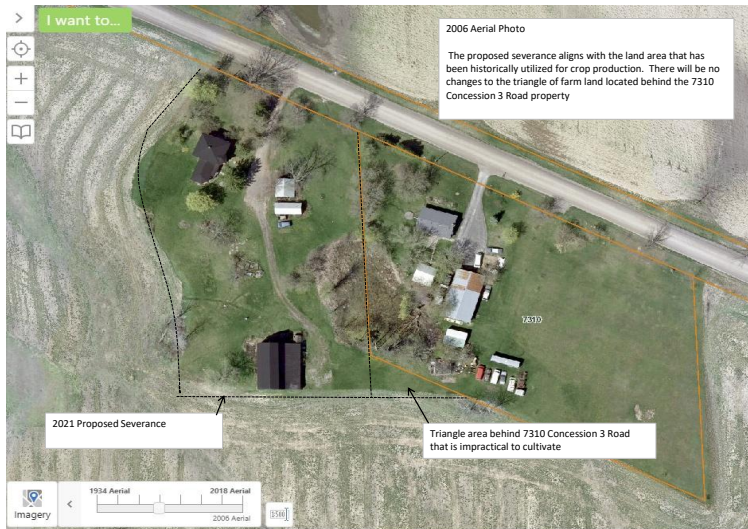 I want to...
2006 Aerial Photo
The proposed severance aligns with the land area that has
been historically utilized for crop production.  There will be no
changes to the triangle of farm land located behind the 7310
Concession 3 Road property
7310
2021 Proposed Severance
Triangle area behind 7310 Concession 3 Road
that is impractical to cultivate
Imagery
1934 Aerial
2018 Aerial
2006 Aerial